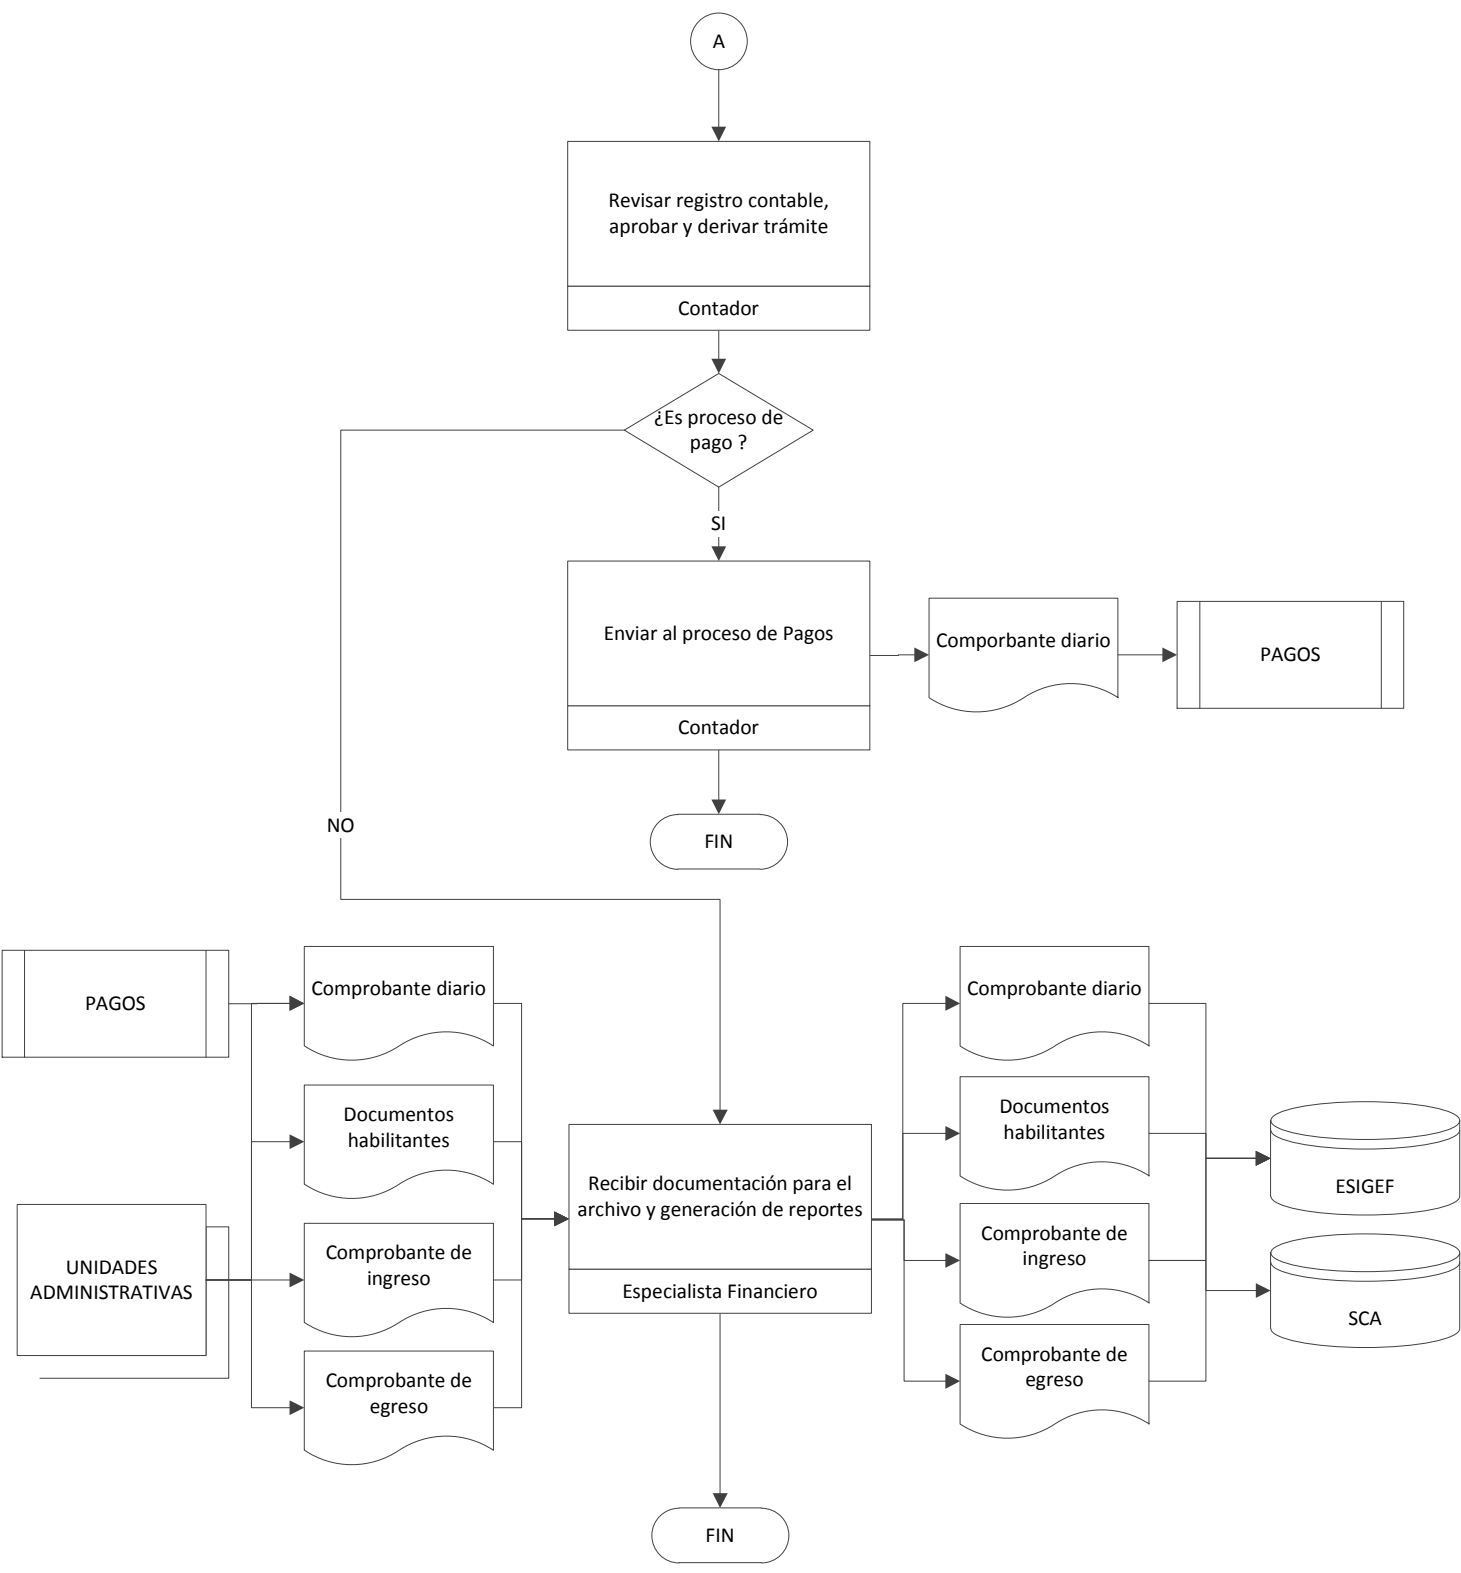 A
Revisar registro contable,
aprobar y derivar trámite
Contador
¿Es proceso de
pago ?
SI
Enviar al proceso de Pagos
Contador
Comporbante diario
PAGOS
NO
FIN
PAGOS
Comprobante diario
Documentos
habilitantes
UNIDADES
ADMINISTRATIVAS
Comprobante de
ingreso
Comprobante de
egreso
Recibir documentación para el
archivo y generación de reportes
Especialista Financiero
Comprobante diario
Documentos
habilitantes
Comprobante de
ingreso
Comprobante de
egreso
ESIGEF
SCA
FIN